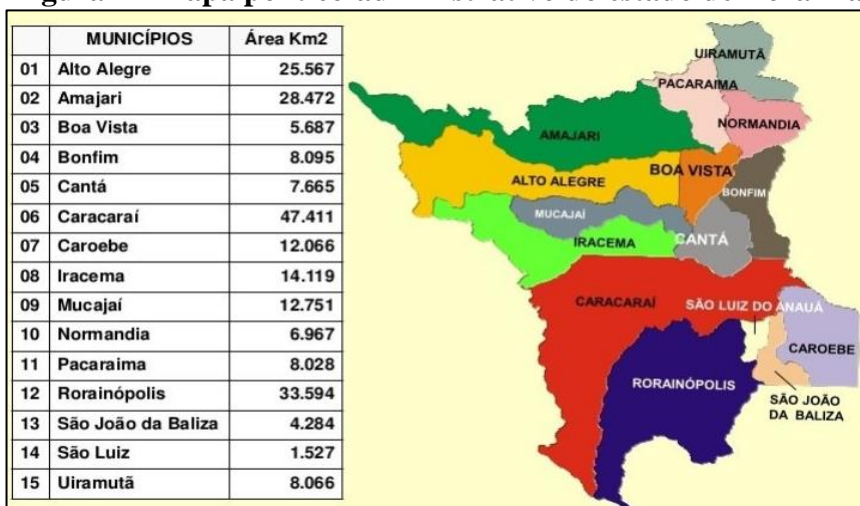 MUNICÍPIOS Área Km2
01 Alto Alegre 25.567
02 Amajari 28.472
03 Boa Vista 5.687
04 Bonfim 8.095
05 Cantá 7.665
06 Caracaraí 47.411
07 Caroebe 12.066
08 Iracema 14.119
09 Mucajaí 12.751
10 Normandia 6.967
11 Pacaraima 8.028
12 Rorainópolis 33.594
13 São João da Baliza 4.284
14 São Luiz 1.527
15 Uiramutã 8.066
UIRAMUTÃ
PACARAIMA
NORMANDIA
AMAJARI
BOA VISTA
ALTO ALEGRE
BONFIM
MUCAJAÍ
IRACEMA
CANTÁ
CARACARAÍ
SÃO LUIZ DO ANAUÁ
CAROEBE
RORAINÓPOLIS
SÃO JOÃO
DA BALIZA